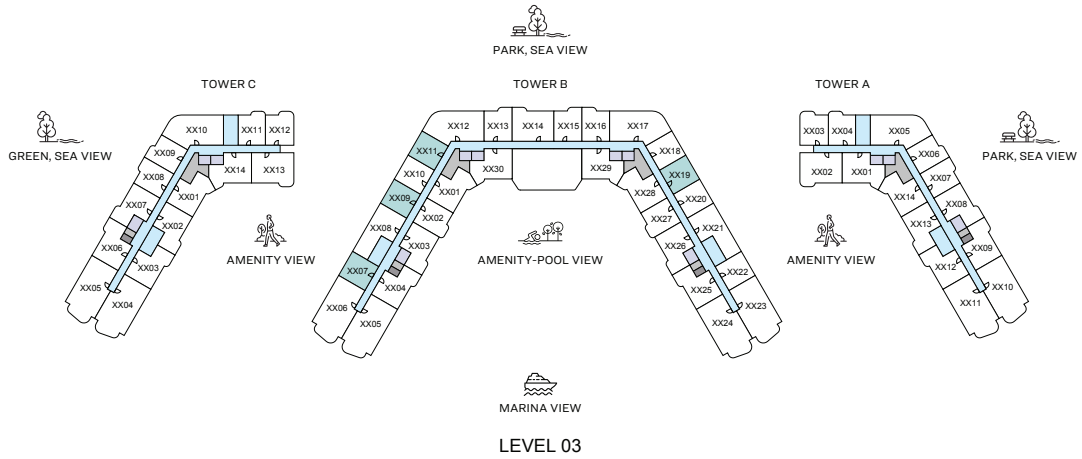 PARK, SEA VIEW
TOWER C
TOWER B
TOWER A
GREEN, SEA VIEW
PARK, SEA VIEW
XX10
XX11
XX12
XX09
XX14
XX13
XX08
XX01
XX07
XX02
XX06
XX03
XX05
XX04
XX12
XX13
XX14
XX15
XX16
XX17
XX11
XX18
XX10
XX30
XX29
XX19
XX01
XX28
XX09
XX20
XX02
XX27
XX08
XX21
XX03
XX26
XX07
XX22
XX04
XX25
XX06
XX23
XX05
XX24
XX03
XX04
XX05
XX02
XX01
XX06
XX07
XX14
XX08
XX13
XX09
XX12
XX10
XX11
AMENITY VIEW
AMENITY-POOL VIEW
AMENITY VIEW
MARINA VIEW
LEVEL 03